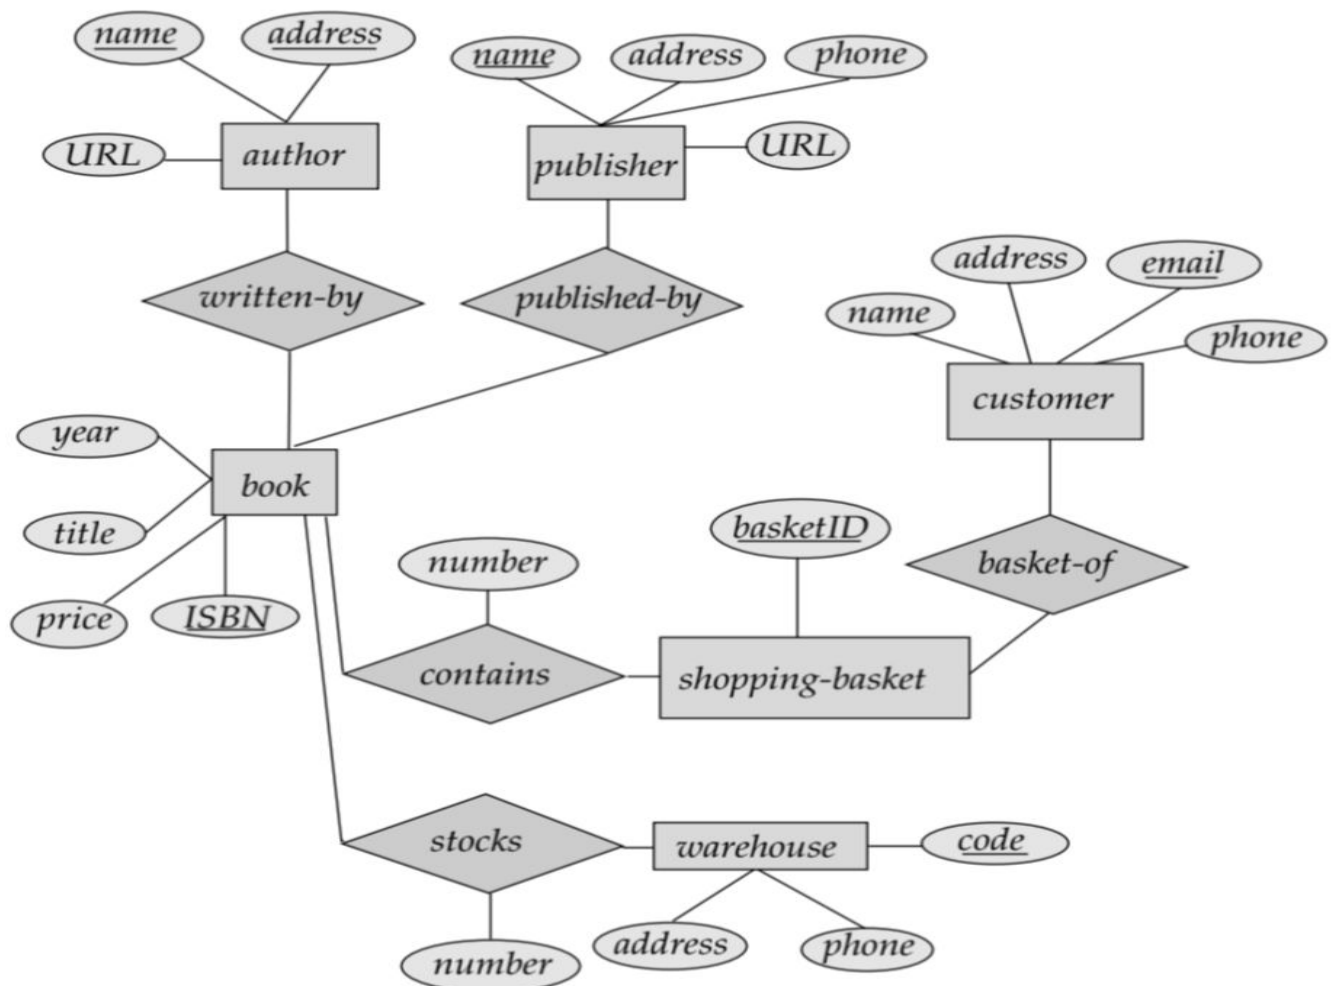 name
address
name
address
phone
URL
author
publisher
URL
written-by
published-by
address
email
name
phone
customer
year
book
title
basketID
number
basket-of
price
ISBN
contains
shopping-basket
stocks
warehouse
code
address
phone
number